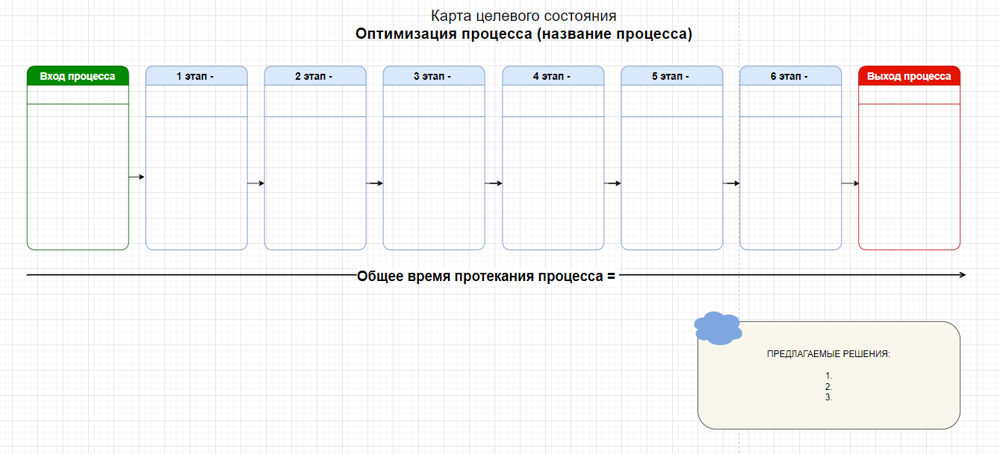 Карта целевого состояния
Оптимизация процесса (название процесса)
Вход процесса
1 этап -
2 этап -
3 этап -
4 этап -
5 этап -
6 этап -
Выход процесса
Общее время протекания процесса =
ПРЕДЛАГАЕМЫЕ РЕШЕНИЯ:
1.
2.
3.